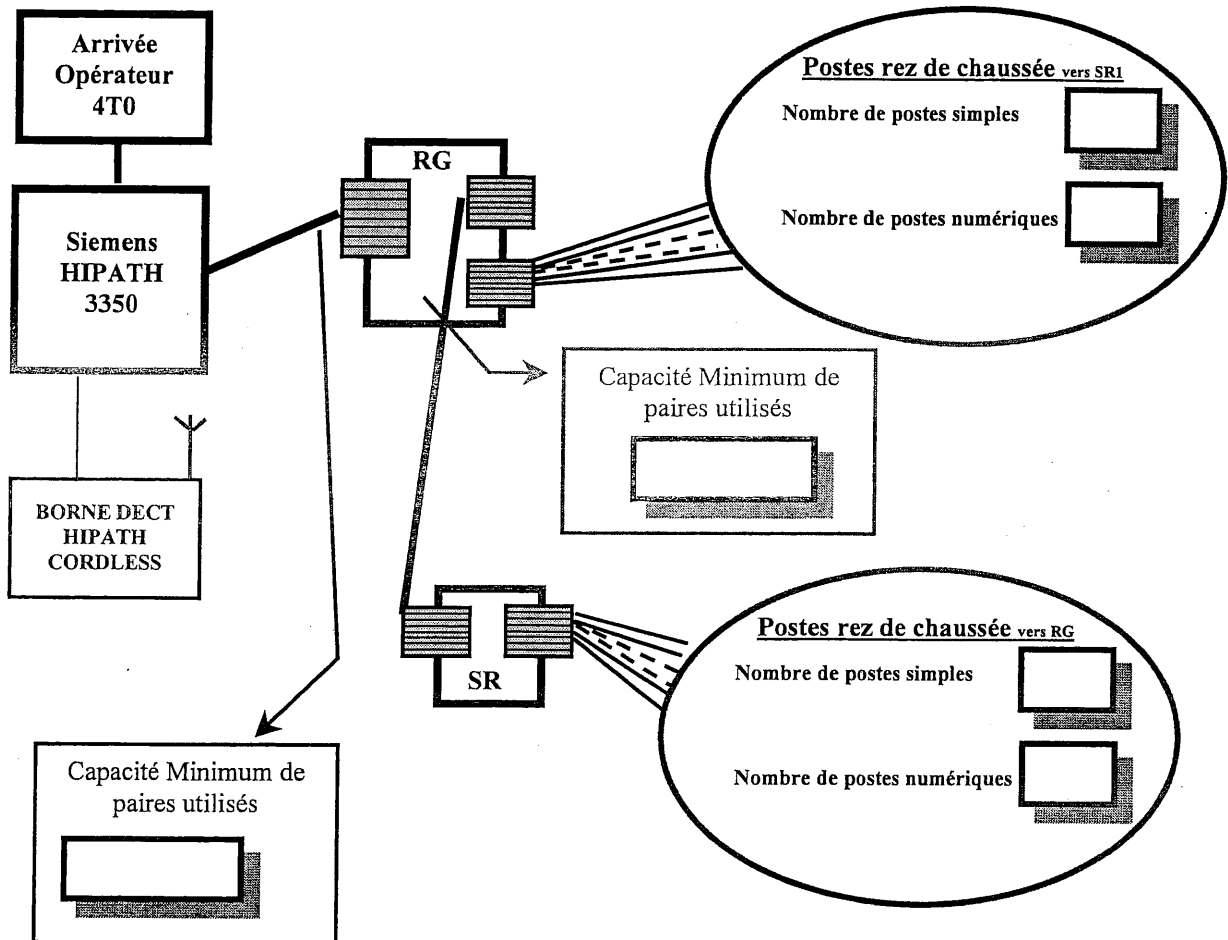 Arrivée
Opérateur
4T0
Siemens
HIPATH
3350
BORNE DECT
HIPATH
CORDLESS
RG
Postes rez de chaussée vers SR1
Nombre de postes simples
Nombre de postes numériques
Capacité Minimum de
paires utilisés
SR
Postes rez de chaussée vers RG
Nombre de postes simples
Nombre de postes numériques
Capacité Minimum de
paires utilisés